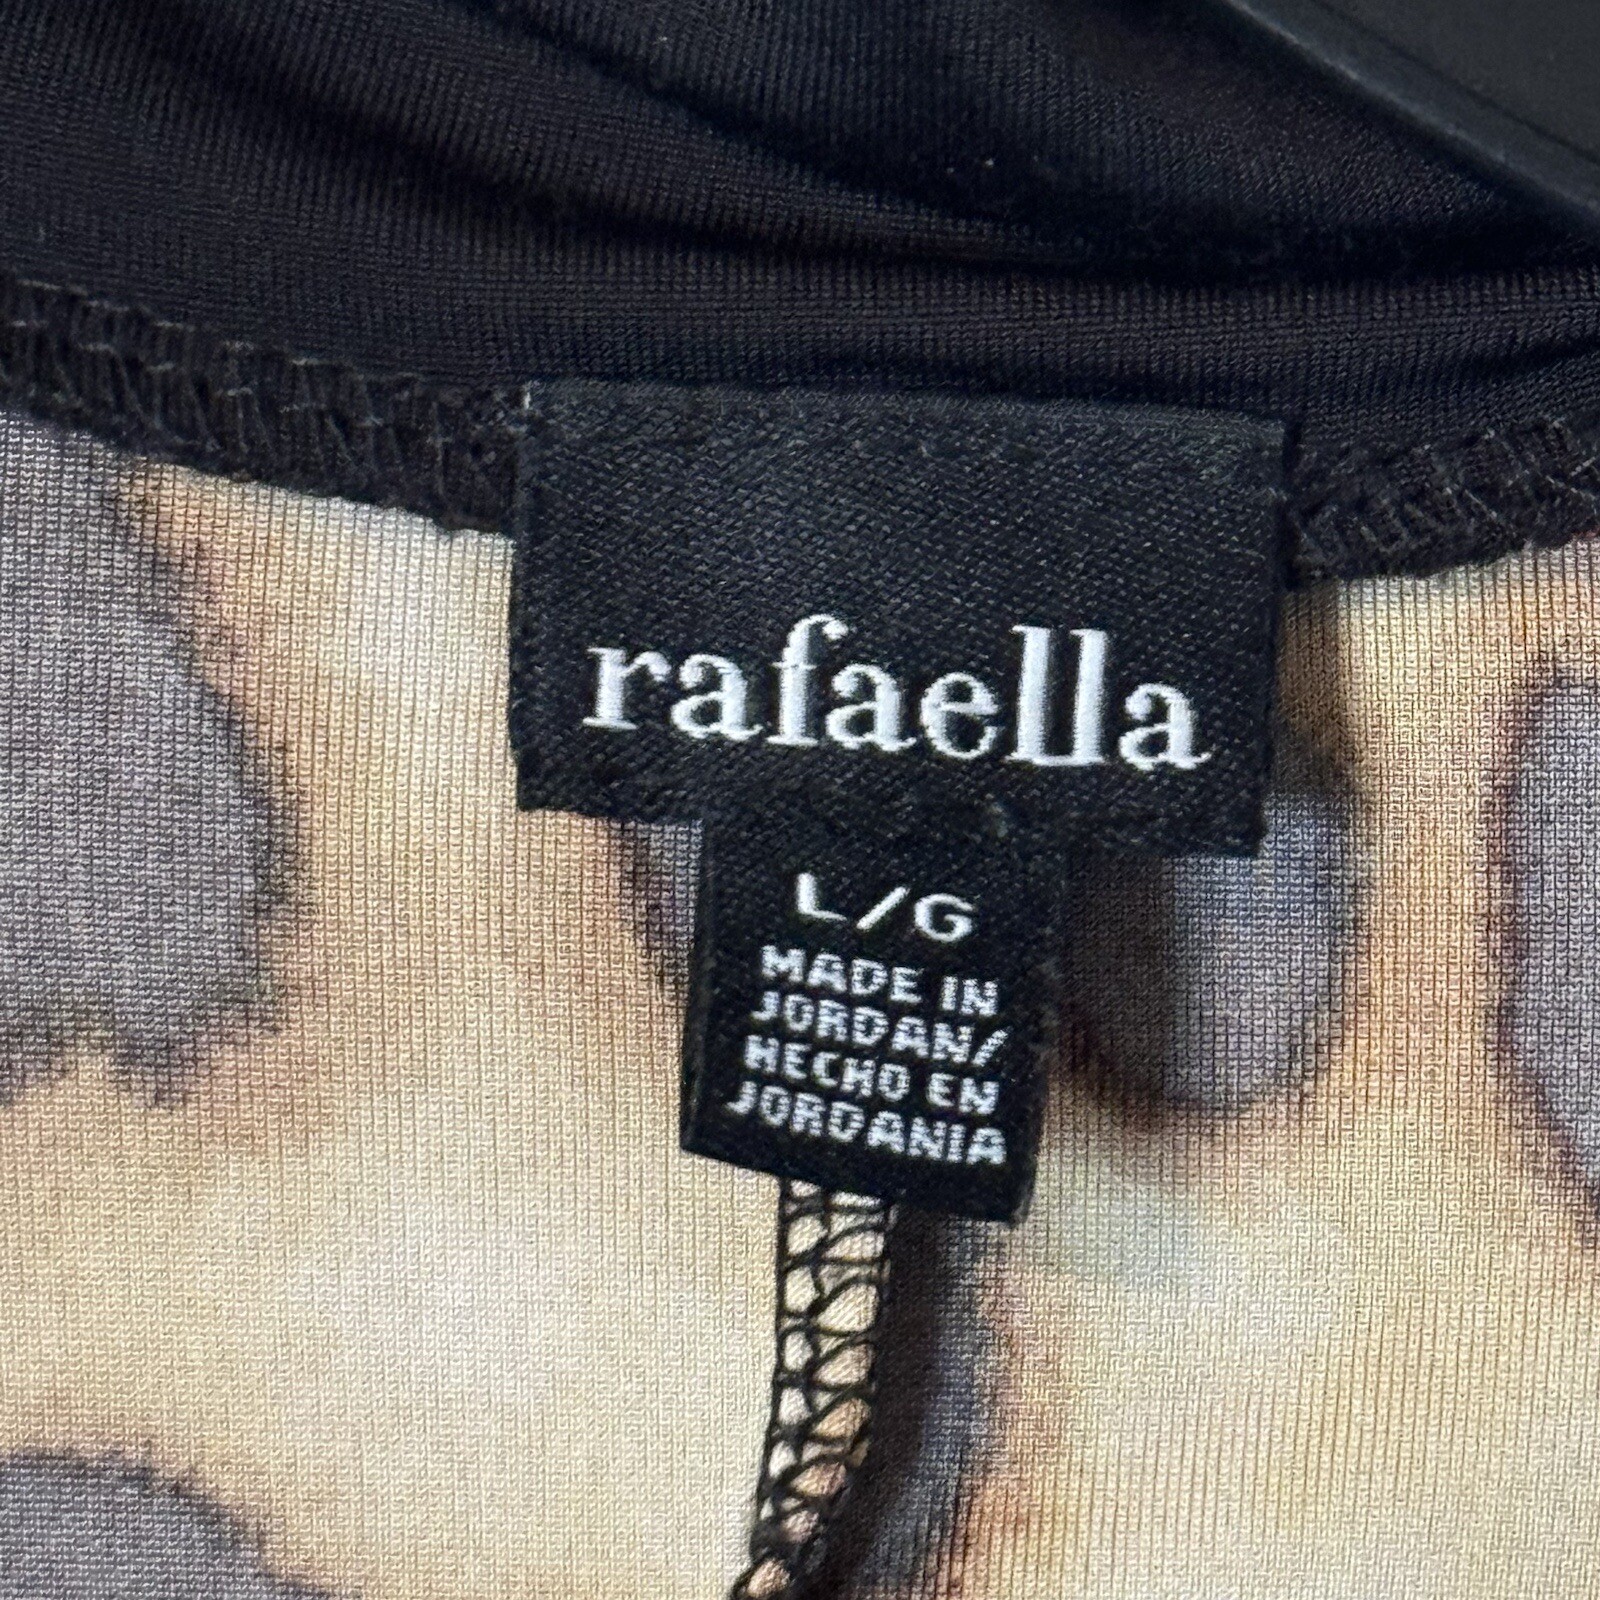 rafaella
L/G
MADE IN
JORDAN/
HECHO EN
JORDANIA